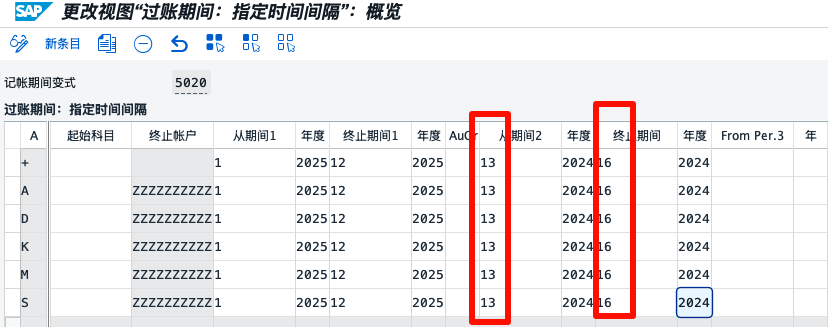 SAP 更改视图“过账期间：指定时间间隔”：概览
新条目
记帐期间变式 5020
过账期间：指定时间间隔
A 起始科目 终止帐户 从期间1 年度 终止期间1 年度 AuGr 从期间2 年度 终止期间 年度 From Per.3 年
+ 1 2025 12 2025 13 2024 16 2024
A ZZZZZZZZZZ 1 2025 12 2025 13 2024 16 2024
D ZZZZZZZZZZ 1 2025 12 2025 13 2024 16 2024
K ZZZZZZZZZZ 1 2025 12 2025 13 2024 16 2024
M ZZZZZZZZZZ 1 2025 12 2025 13 2024 16 2024
S ZZZZZZZZZZ 1 2025 12 2025 13 2024 16 2024